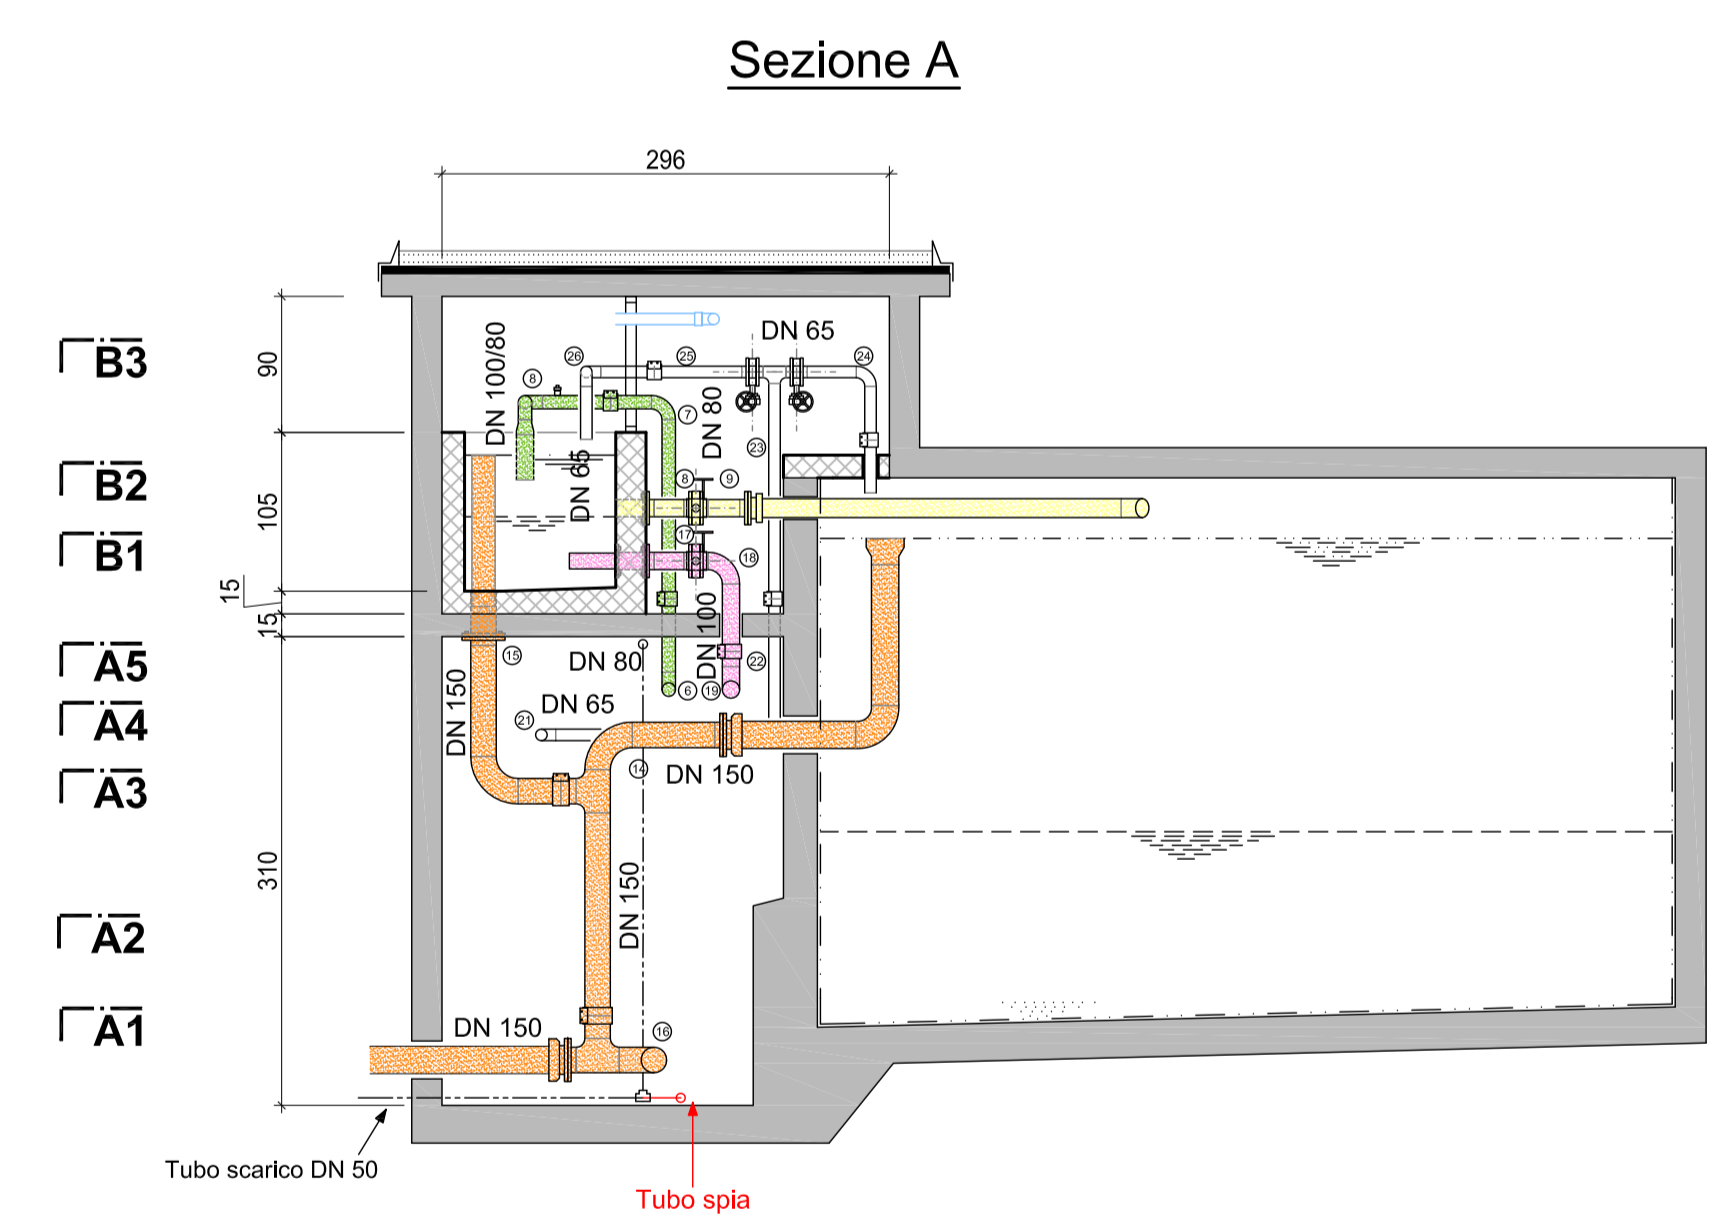 Sezione A
296
DN 65
B3
90
DN 100/80
26
25
24
8
7
DN 80
23
B2
105
DN 65
8
9
B1
17
18
15
15
DN 100
A5
15
DN 80
22
DN 150
6
19
A4
21
DN 65
A3
14
DN 150
310
DN 150
A2
A1
DN 150
16
Tubo scarico DN 50
Tubo spia